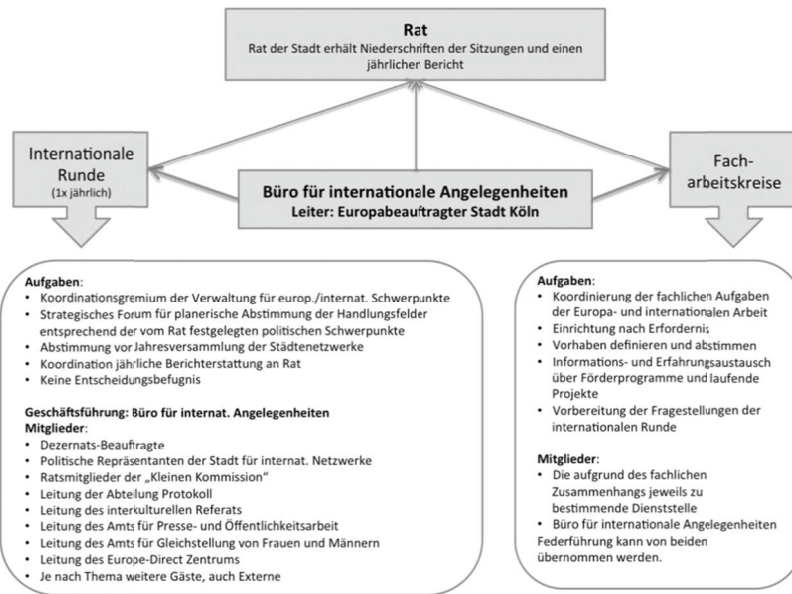 Rat
Rat der Stadt erhält Niederschriften der Sitzungen und einen
jährlicher Bericht
Internationale
Runde
(1x jährlich)
Büro für internationale Angelegenheiten
Leiter: Europabeauftragter Stadt Köln
Fach-
arbeitskreise
Aufgaben:
• Koordinationsgremium der Verwaltung für europ./internat. Schwerpunkte
• Strategisches Forum für planerische Abstimmung der Handlungsfelder
entsprechend der vom Rat festgelegten politischen Schwerpunkte
• Abstimmung vor Jahresversammlung der Städtenetzwerke
• Koordination jährliche Berichterstattung an Rat
• Keine Entscheidungsbefugnis
Geschäftsführung: Büro für internat. Angelegenheiten
Mitglieder:
• Dezernats-Beauftragte
• Politische Repräsentanten der Stadt für internat. Netzwerke
• Ratsmitglieder der „Kleinen Kommission“
• Leitung der Abteilung Protokoll
• Leitung des interkulturellen Referats
• Leitung des Amts für Presse- und Öffentlichkeitsarbeit
• Leitung des Amts für Gleichstellung von Frauen und Männern
• Leitung des Europe-Direct Zentrums
• Je nach Thema weitere Gäste, auch Externe
Aufgaben:
• Koordinierung der fachlichen Aufgaben
der Europa- und internationalen Arbeit
• Einrichtung nach Erfordernis
• Vorhaben definieren und abstimmen
• Informations- und Erfahrungsaustausch
über Förderprogramme und laufende
Projekte
• Vorbereitung der Fragestellungen der
internationalen Runde
Mitglieder:
• Die aufgrund des fachlichen
Zusammenhangs jeweils zu
bestimmende Dienststelle
• Büro für internationale Angelegenheiten
Federführung kann von beiden
übernommen werden.